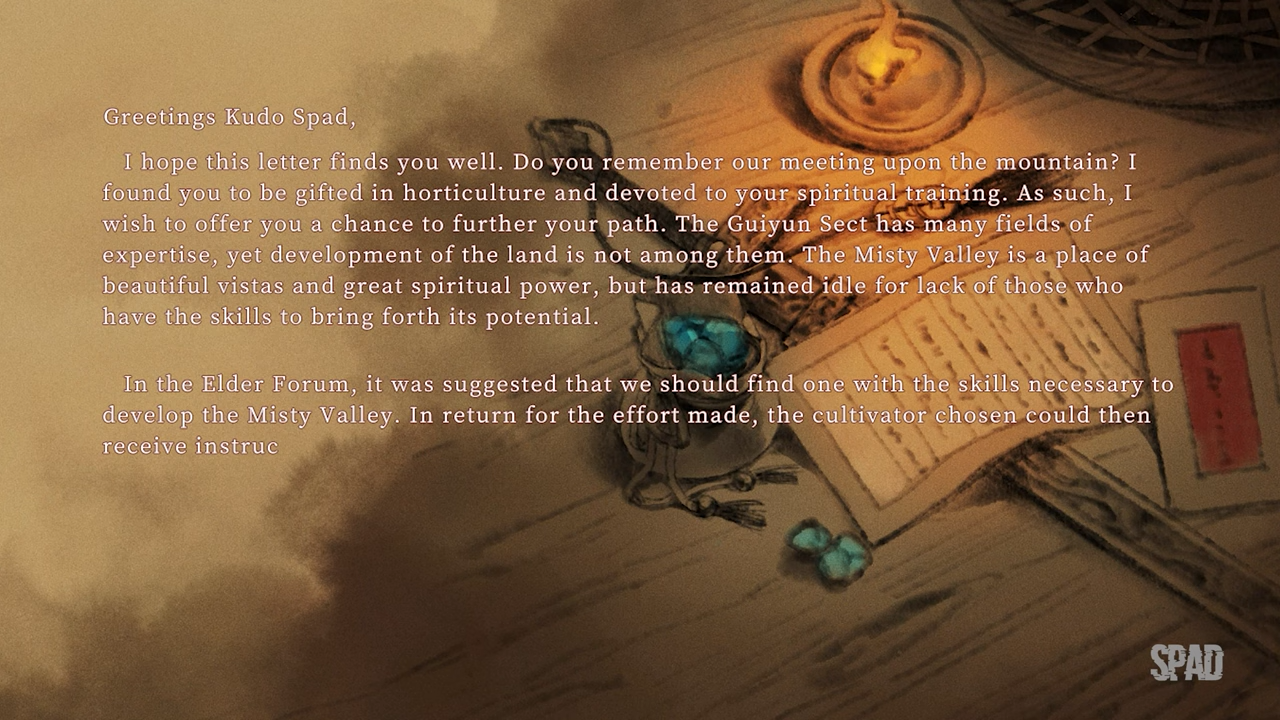 Greetings Kudo Spad,
I hope this letter finds you well. Do you remember our meeting upon the mountain? I
found you to be gifted in horticulture and devoted to your spiritual training. As such, I
wish to offer you a chance to further your path. The Guiyun Sect has many fields of
expertise, yet development of the land is not among them. The Misty Valley is a place of
beautiful vistas and great spiritual power, but has remained idle for lack of those who
have the skills to bring forth its potential.
In the Elder Forum, it was suggested that we should find one with the skills necessary to
develop the Misty Valley. In return for the effort made, the cultivator chosen could then
receive instruc
SPAD